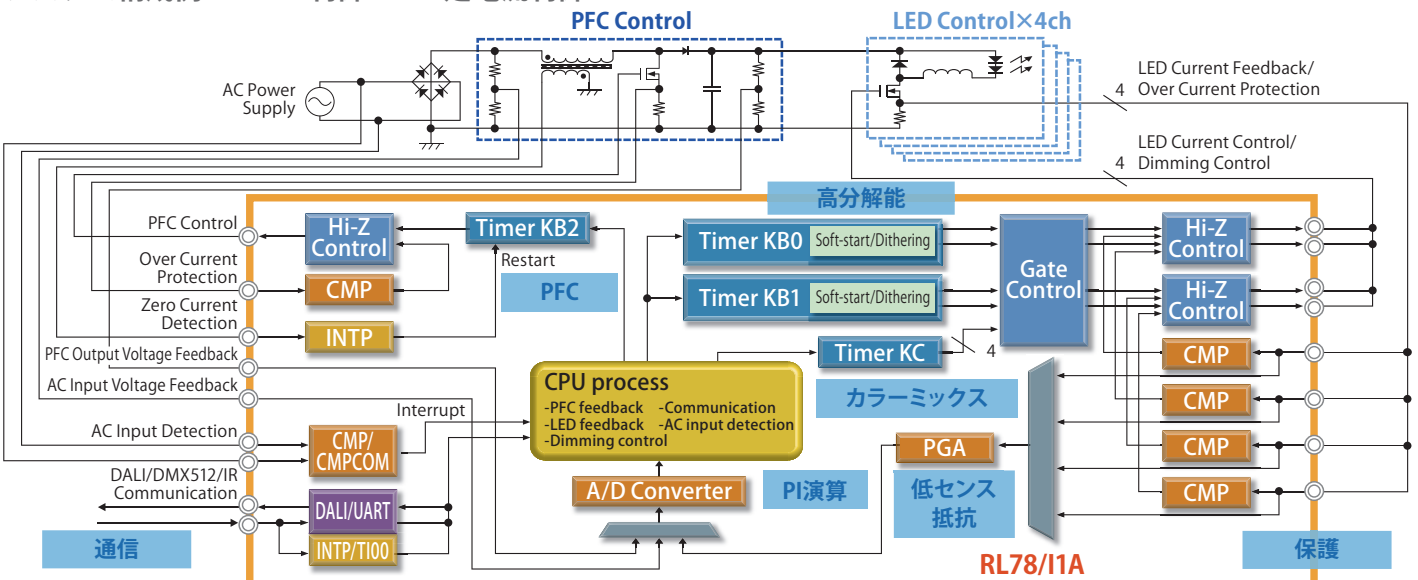 PFC Control
LED Control×4ch
AC Power
Supply
4
LED Current Feedback/
Over Current Protection
4
LED Current Control/
Dimming Control
高分解能
PFC Control
Hi-Z
Control
Timer KB2
Restart
Over Current
Protection
CMP
PFC
Zero Current
Detection
INTP
PFC Output Voltage Feedback
AC Input Voltage Feedback
Timer KB0
Soft-start/Dithering
Timer KB1
Soft-start/Dithering
Timer KC
4
Gate
Control
Hi-Z
Control
Hi-Z
Control
CMP
CMP
CMP
CMP
カラーミックス
CPU process
-PFC feedback -Communication
-LED feedback -AC input detection
-Dimming control
Interrupt
AC Input Detection
CMP/
CMPCOM
DALI/DMX512/IR
Communication
DALI/UART
INTP/TI00
通信
A/D Converter
PI演算
PGA
低センス
抵抗
RL78/I1A
保護